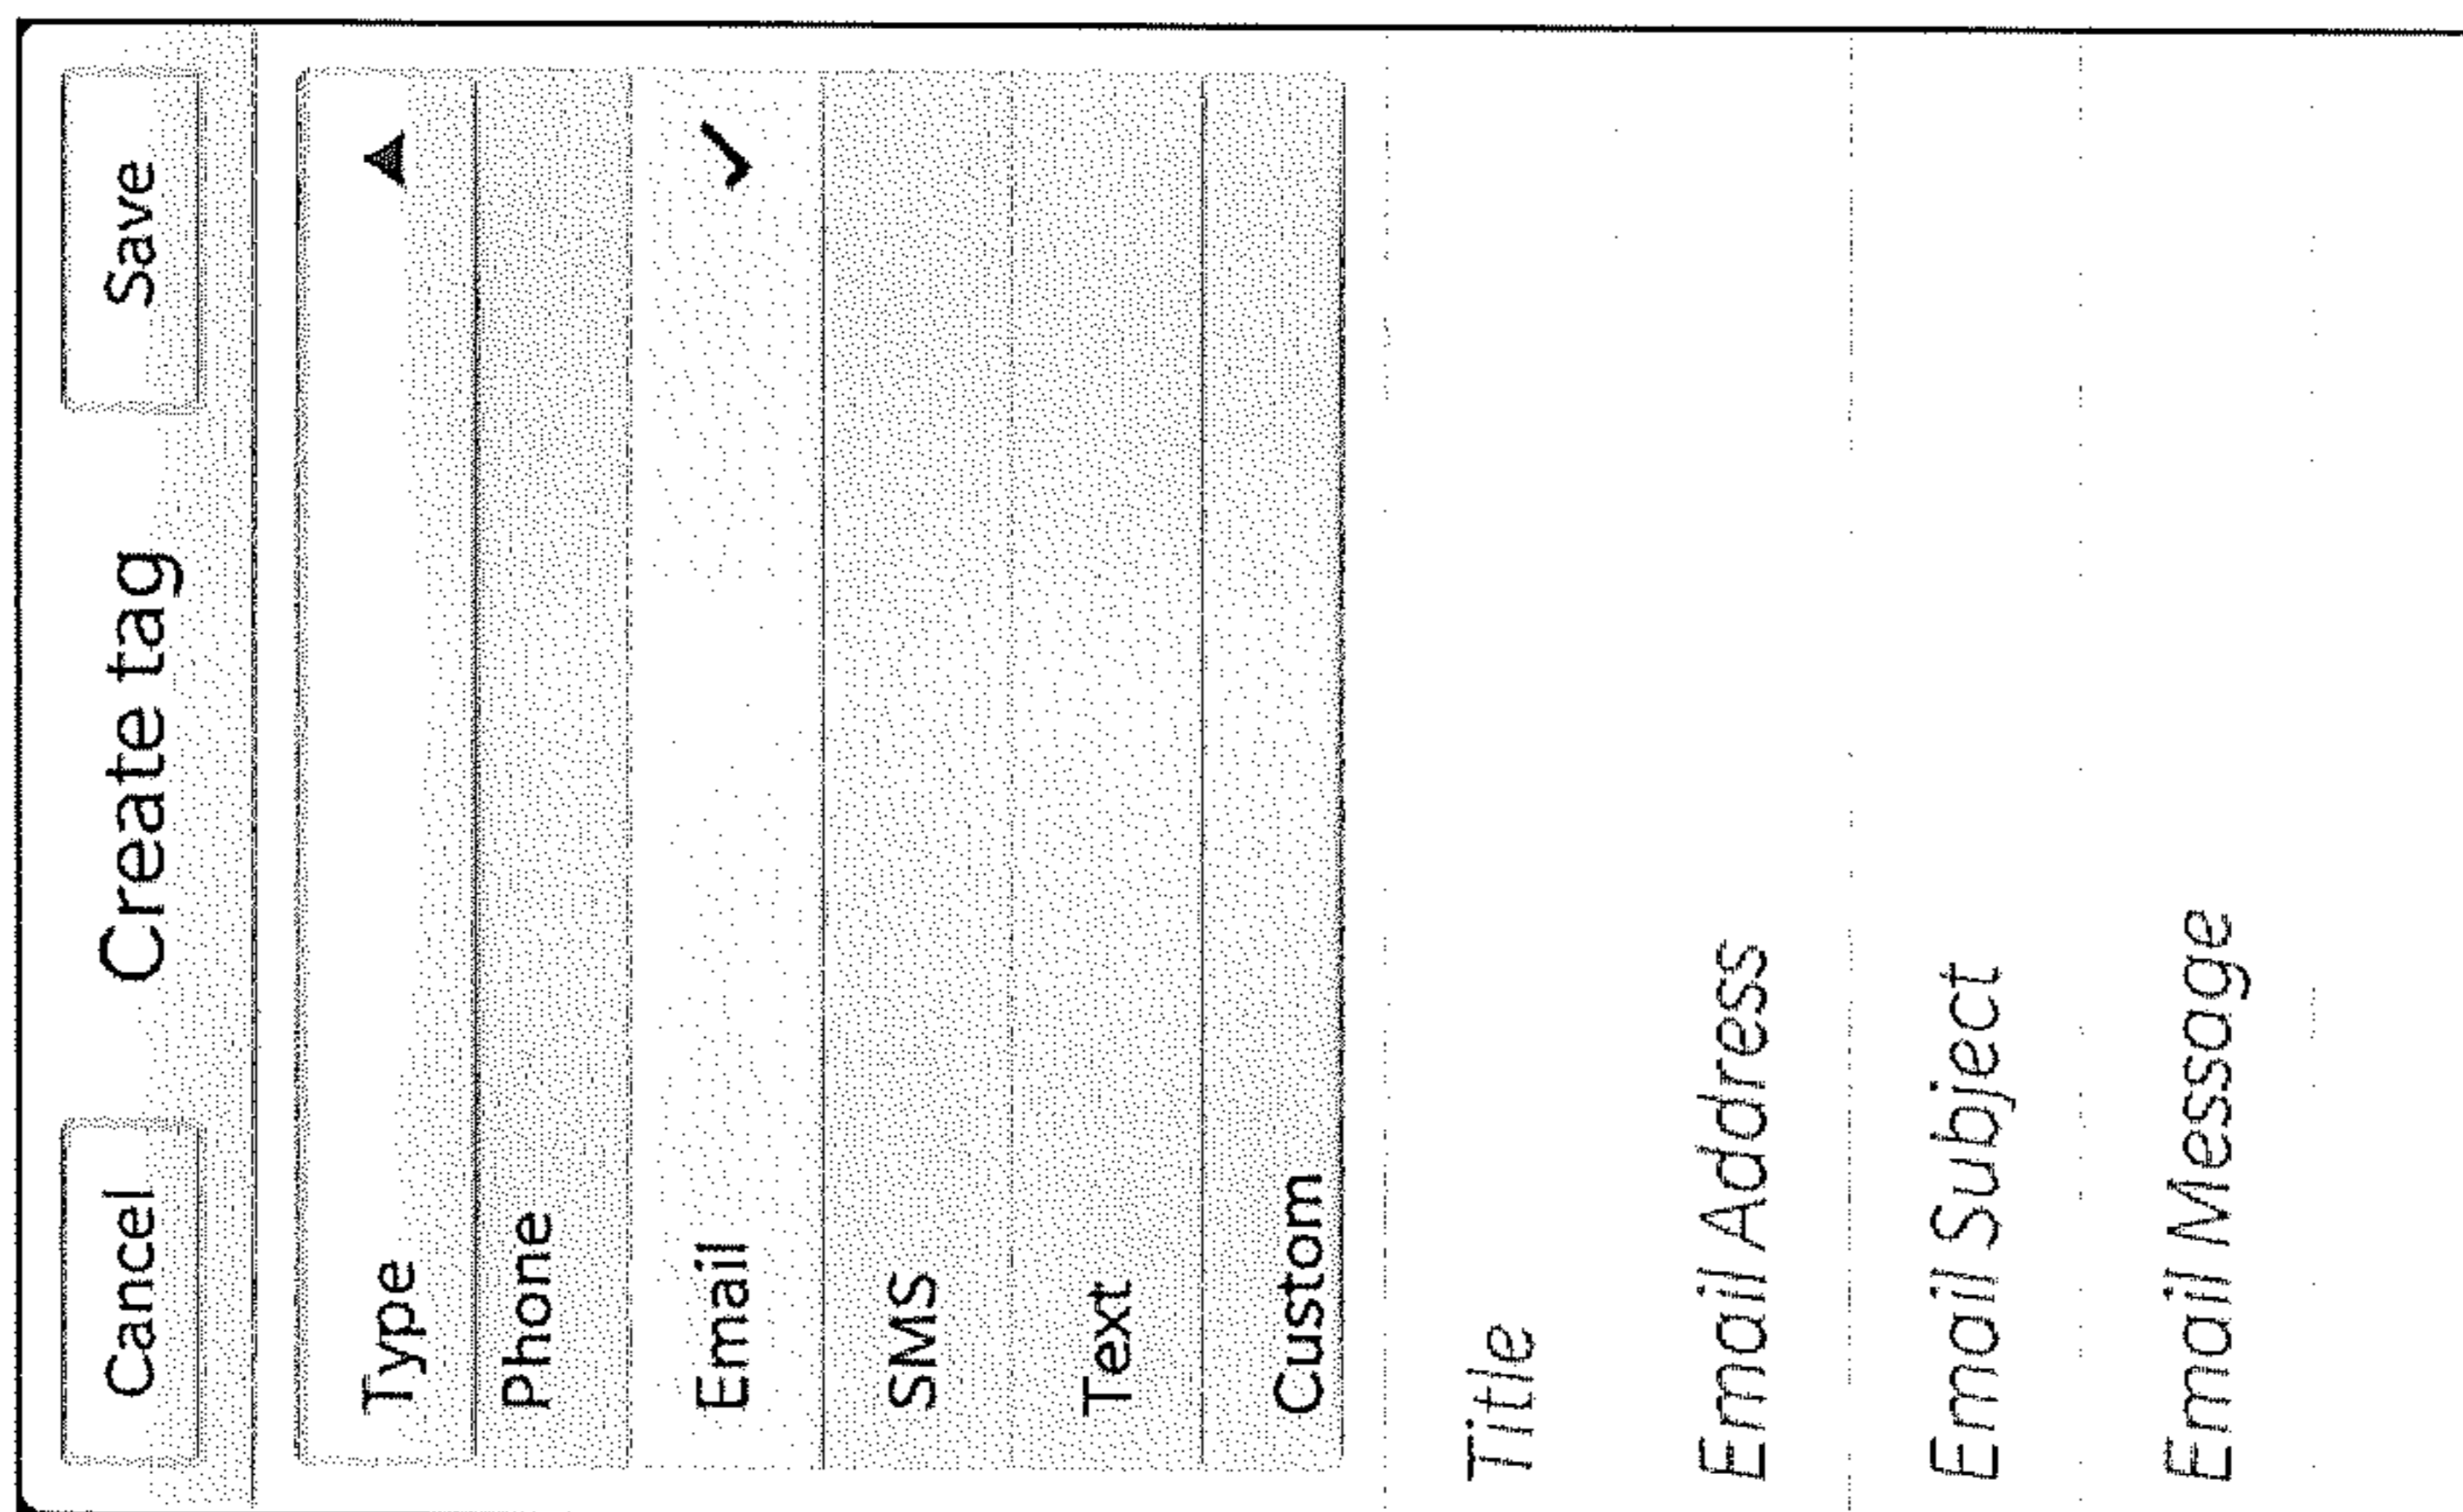 Cancel Create tag Save
Type
Phone
Email
SMS
Text
Custom
Title
Email Address
Email Subject
Email Message